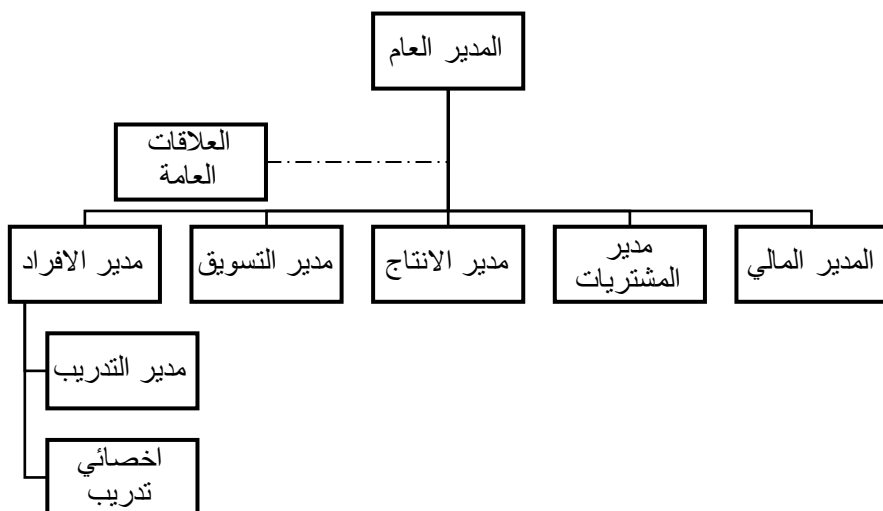 المدير العام
العلاقات
العامة
المدير المالي
مدير
المشتريات
مدير الانتاج
مدير التسويق
مدير الافراد
مدير التدريب
اخصائي
تدريب